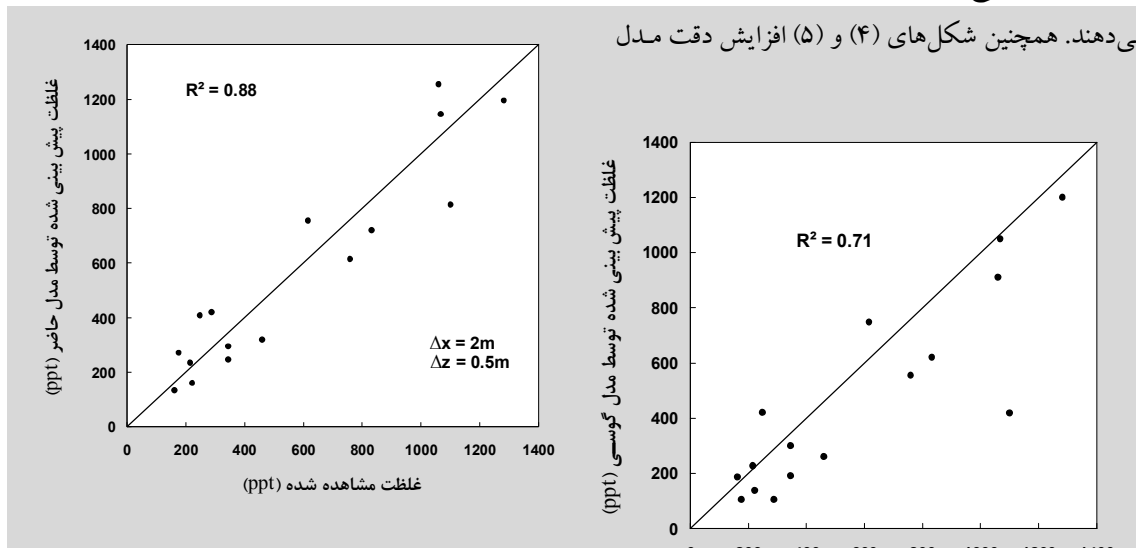 ی‌دهند. همچنین شکل‌های (۴) و (۵) افزایش دقت مـدل
غلظت پیش بینی شده توسط مدل حاضر (ppt)
1400
1200
1000
800
600
400
200
0
R² = 0.88
Δx = 2m
Δz = 0.5m
0 200 400 600 800 1000 1200 1400
غلظت مشاهده شده (ppt)
غلظت پیش بینی شده توسط مدل گوســی (ppt)
1400
1200
1000
800
600
400
200
0
R² = 0.71